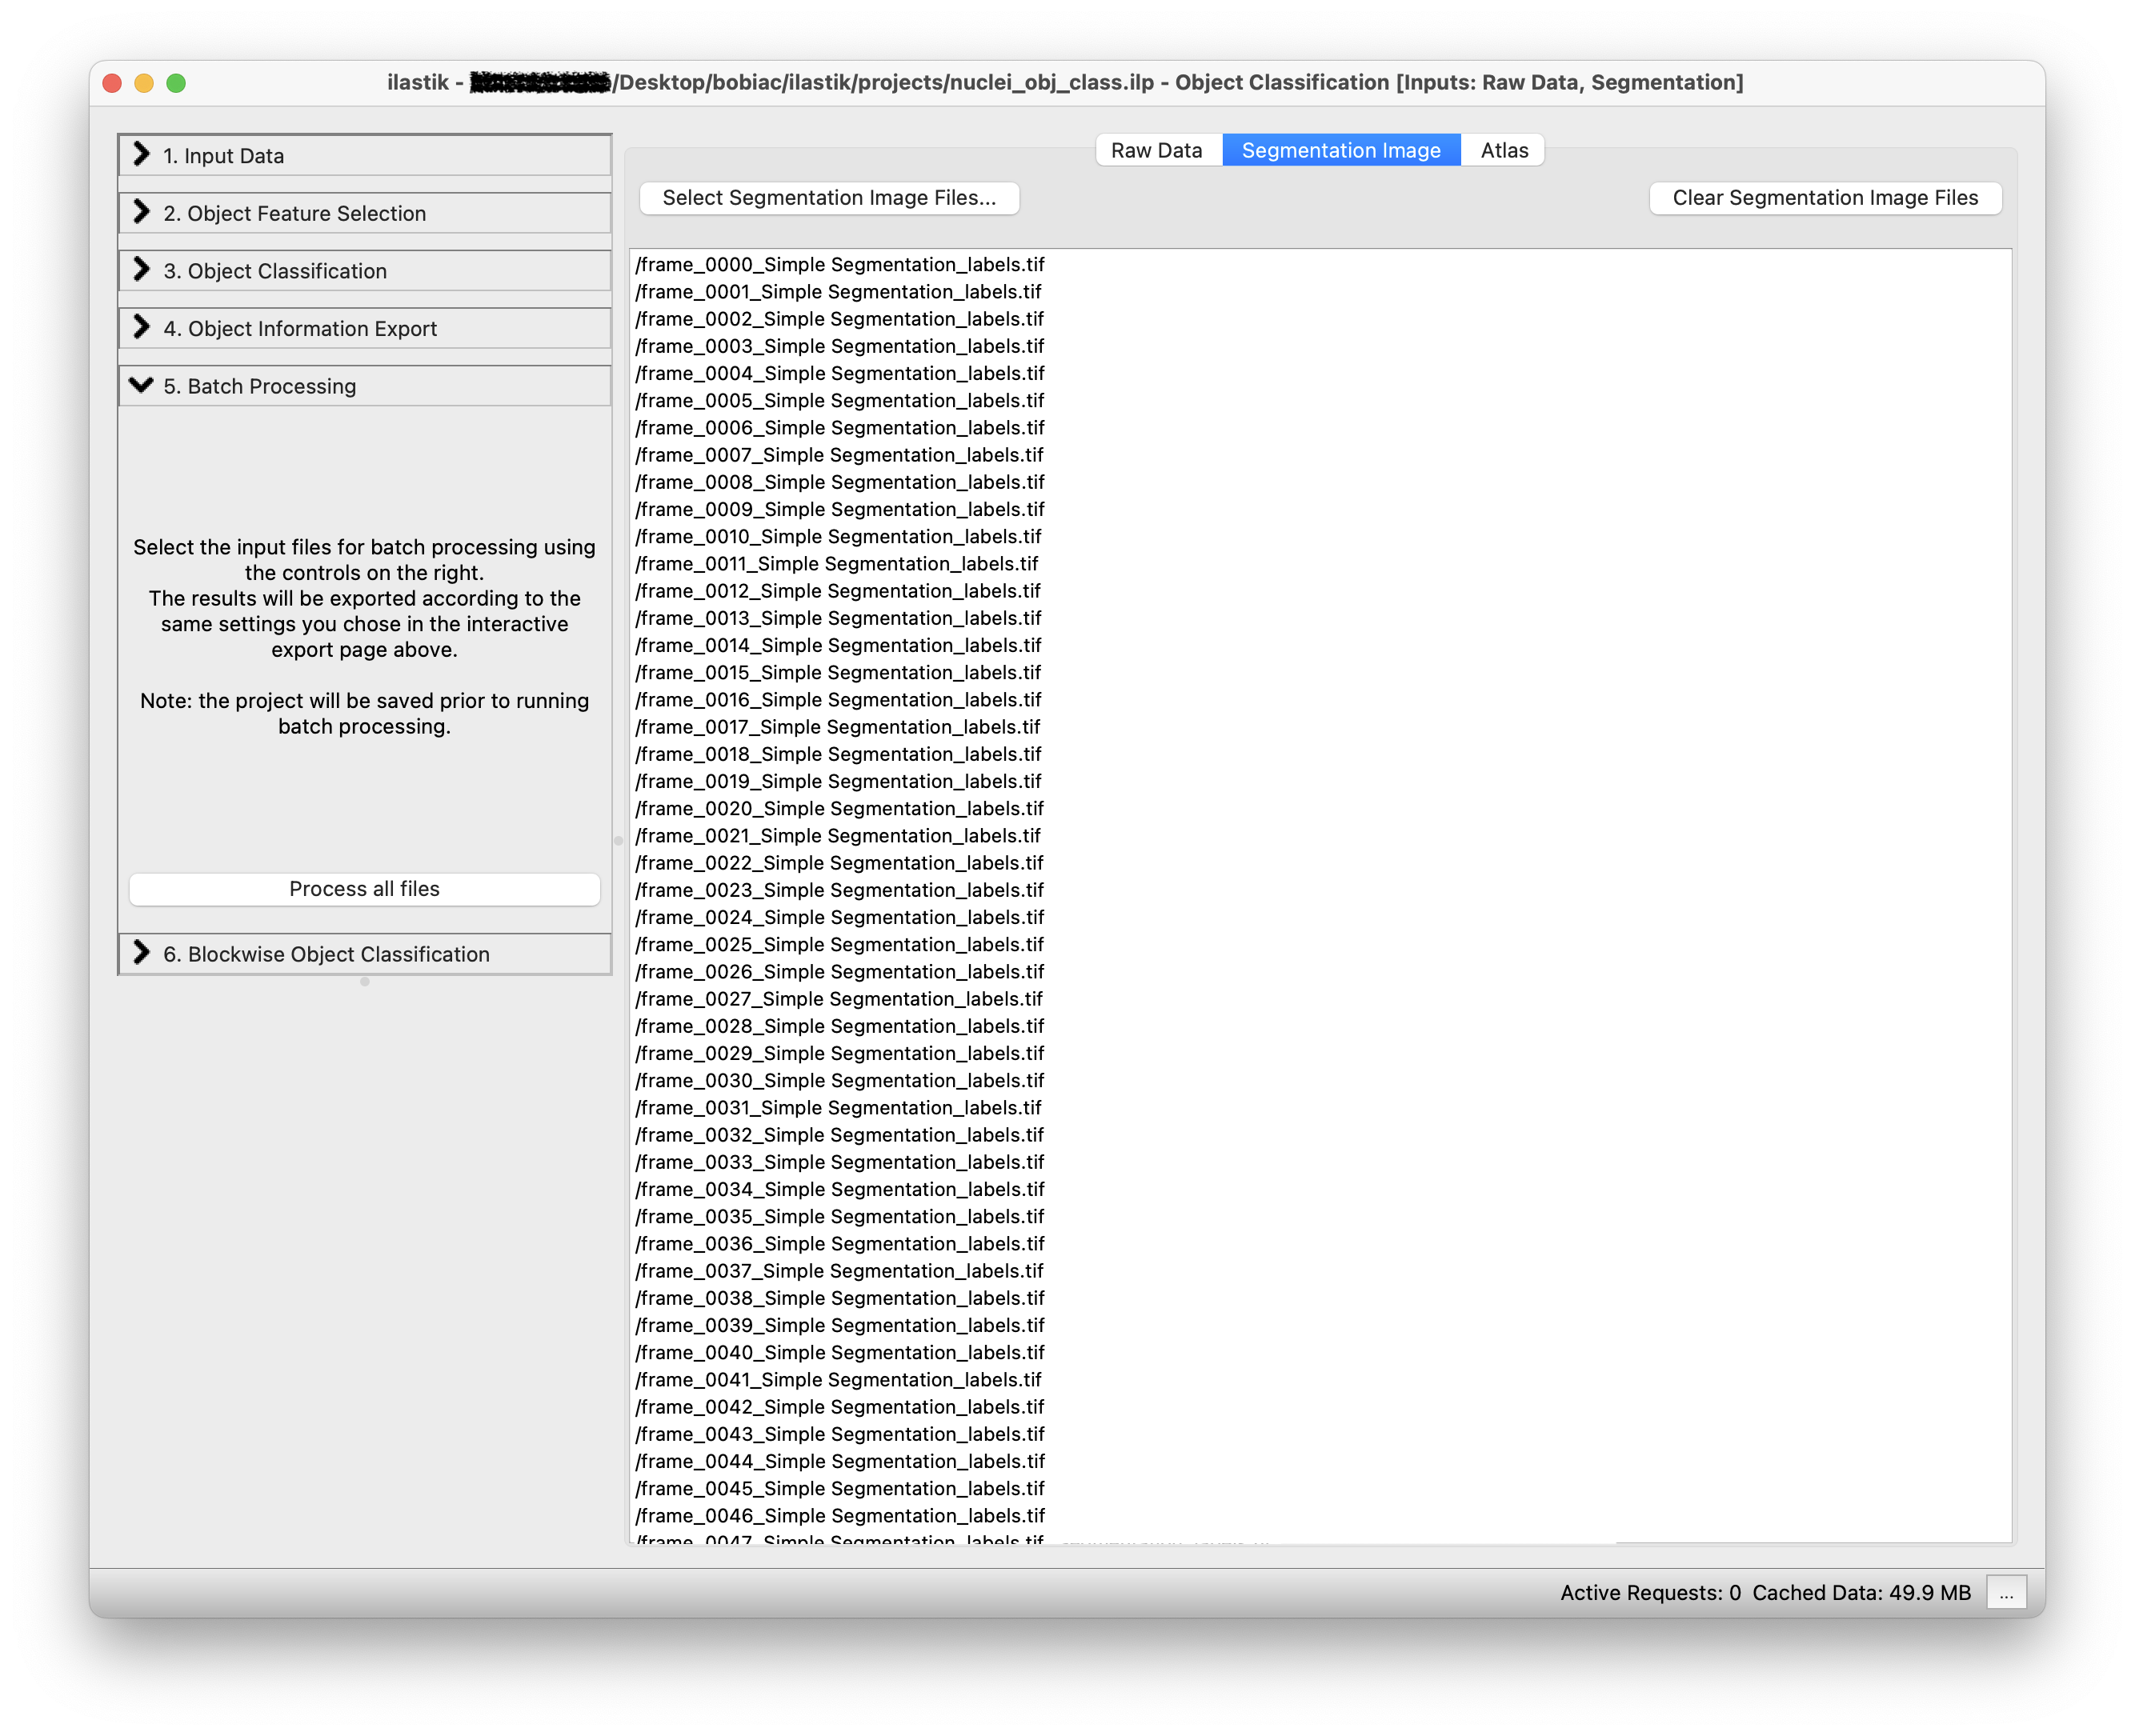 ilastik - /Desktop/bobiac/ilastik/projects/nuclei_obj_class.ilp - Object Classification [Inputs: Raw Data, Segmentation]
1. Input Data
2. Object Feature Selection
3. Object Classification
4. Object Information Export
5. Batch Processing
Select the input files for batch processing using
the controls on the right.
The results will be exported according to the
same settings you chose in the interactive
export page above.
Note: the project will be saved prior to running
batch processing.
Process all files
6. Blockwise Object Classification
Raw Data
Segmentation Image
Atlas
Select Segmentation Image Files...
Clear Segmentation Image Files
/frame_0000_Simple Segmentation_labels.tif
/frame_0001_Simple Segmentation_labels.tif
/frame_0002_Simple Segmentation_labels.tif
/frame_0003_Simple Segmentation_labels.tif
/frame_0004_Simple Segmentation_labels.tif
/frame_0005_Simple Segmentation_labels.tif
/frame_0006_Simple Segmentation_labels.tif
/frame_0007_Simple Segmentation_labels.tif
/frame_0008_Simple Segmentation_labels.tif
/frame_0009_Simple Segmentation_labels.tif
/frame_0010_Simple Segmentation_labels.tif
/frame_0011_Simple Segmentation_labels.tif
/frame_0012_Simple Segmentation_labels.tif
/frame_0013_Simple Segmentation_labels.tif
/frame_0014_Simple Segmentation_labels.tif
/frame_0015_Simple Segmentation_labels.tif
/frame_0016_Simple Segmentation_labels.tif
/frame_0017_Simple Segmentation_labels.tif
/frame_0018_Simple Segmentation_labels.tif
/frame_0019_Simple Segmentation_labels.tif
/frame_0020_Simple Segmentation_labels.tif
/frame_0021_Simple Segmentation_labels.tif
/frame_0022_Simple Segmentation_labels.tif
/frame_0023_Simple Segmentation_labels.tif
/frame_0024_Simple Segmentation_labels.tif
/frame_0025_Simple Segmentation_labels.tif
/frame_0026_Simple Segmentation_labels.tif
/frame_0027_Simple Segmentation_labels.tif
/frame_0028_Simple Segmentation_labels.tif
/frame_0029_Simple Segmentation_labels.tif
/frame_0030_Simple Segmentation_labels.tif
/frame_0031_Simple Segmentation_labels.tif
/frame_0032_Simple Segmentation_labels.tif
/frame_0033_Simple Segmentation_labels.tif
/frame_0034_Simple Segmentation_labels.tif
/frame_0035_Simple Segmentation_labels.tif
/frame_0036_Simple Segmentation_labels.tif
/frame_0037_Simple Segmentation_labels.tif
/frame_0038_Simple Segmentation_labels.tif
/frame_0039_Simple Segmentation_labels.tif
/frame_0040_Simple Segmentation_labels.tif
/frame_0041_Simple Segmentation_labels.tif
/frame_0042_Simple Segmentation_labels.tif
/frame_0043_Simple Segmentation_labels.tif
/frame_0044_Simple Segmentation_labels.tif
/frame_0045_Simple Segmentation_labels.tif
/frame_0046_Simple Segmentation_labels.tif
/frame_0047_Simple Segmentation_labels.tif
Active Requests: 0 Cached Data: 49.9 MB ...